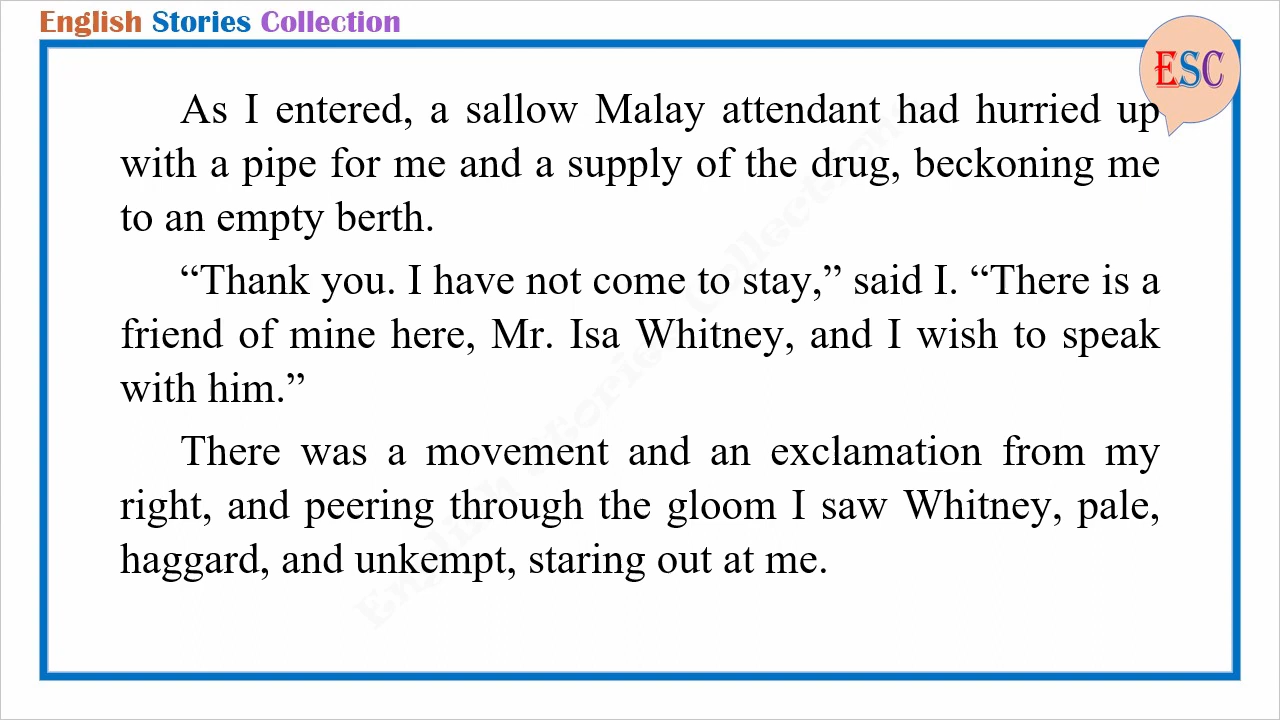 English Stories Collection
ESC
As I entered, a sallow Malay attendant had hurried up
with a pipe for me and a supply of the drug, beckoning me
to an empty berth.
“Thank you. I have not come to stay,” said I. “There is a
friend of mine here, Mr. Isa Whitney, and I wish to speak
with him.”
There was a movement and an exclamation from my
right, and peering through the gloom I saw Whitney, pale,
haggard, and unkempt, staring out at me.
English Stories Collections